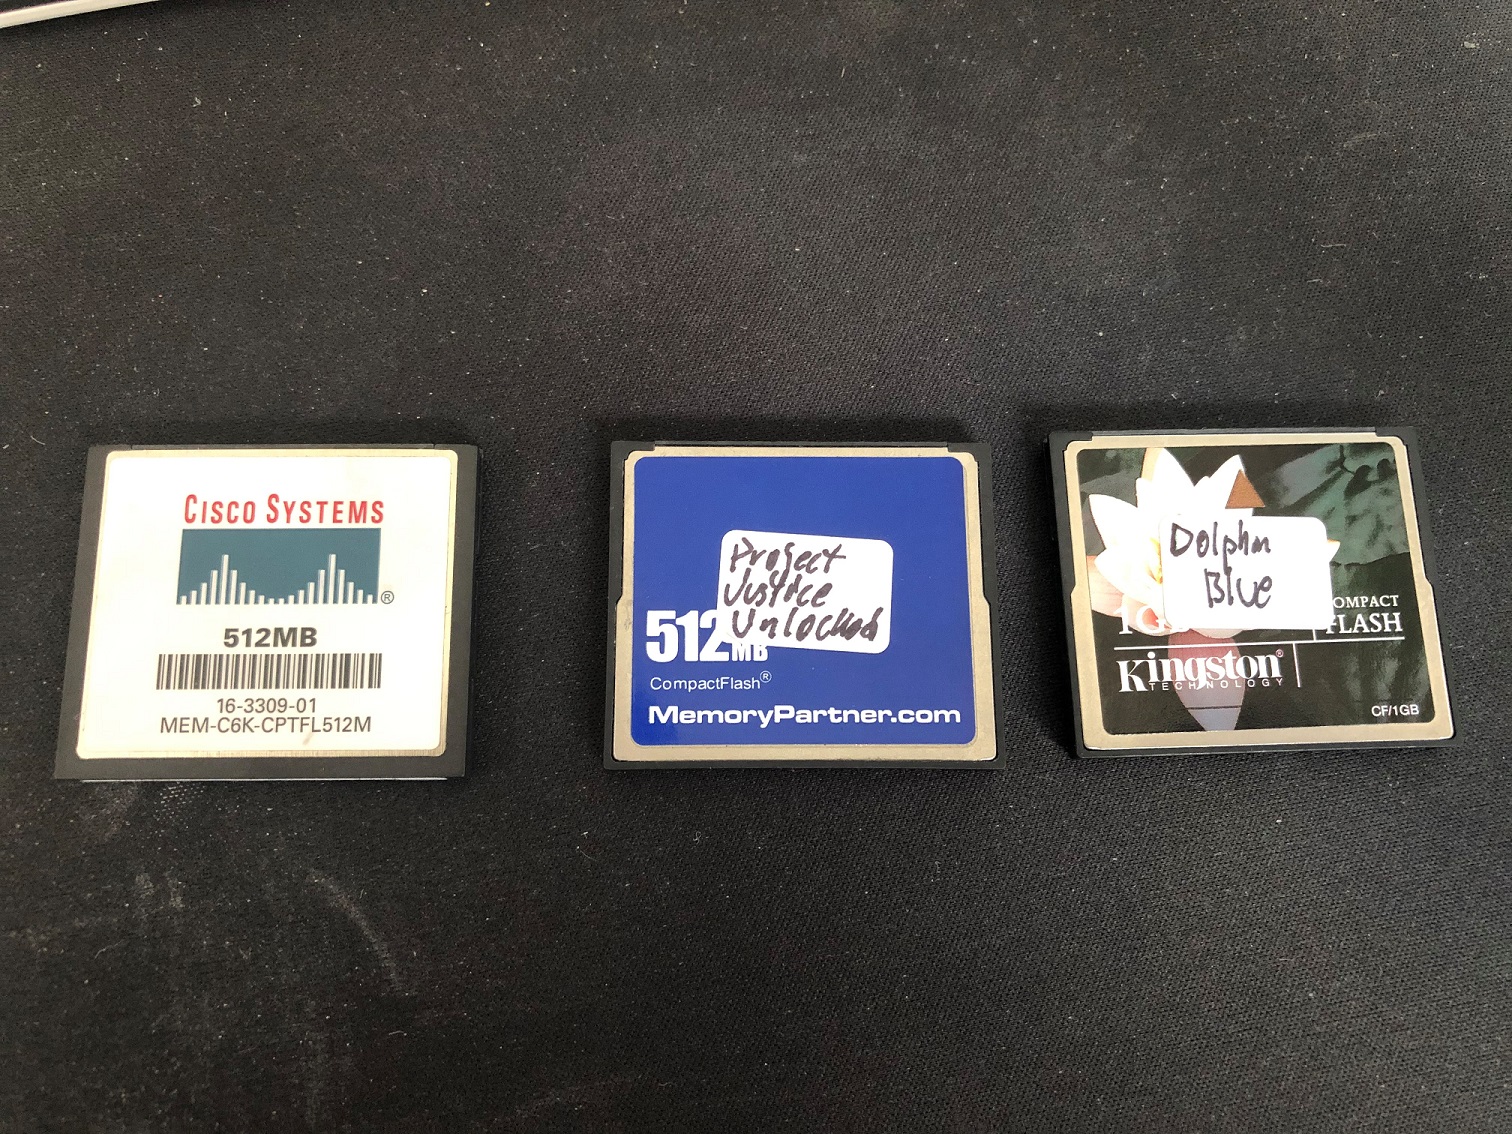 CISCO SYSTEMS
®
512MB
16-3309-01
MEM-C6K-CPTFL512M
Project
Justice
Unlocked
512MB
CompactFlash®
MemoryPartner.com
Dolphin
Blue
FLASH
Kingston®
TECHNOLOGY
CF/1GB